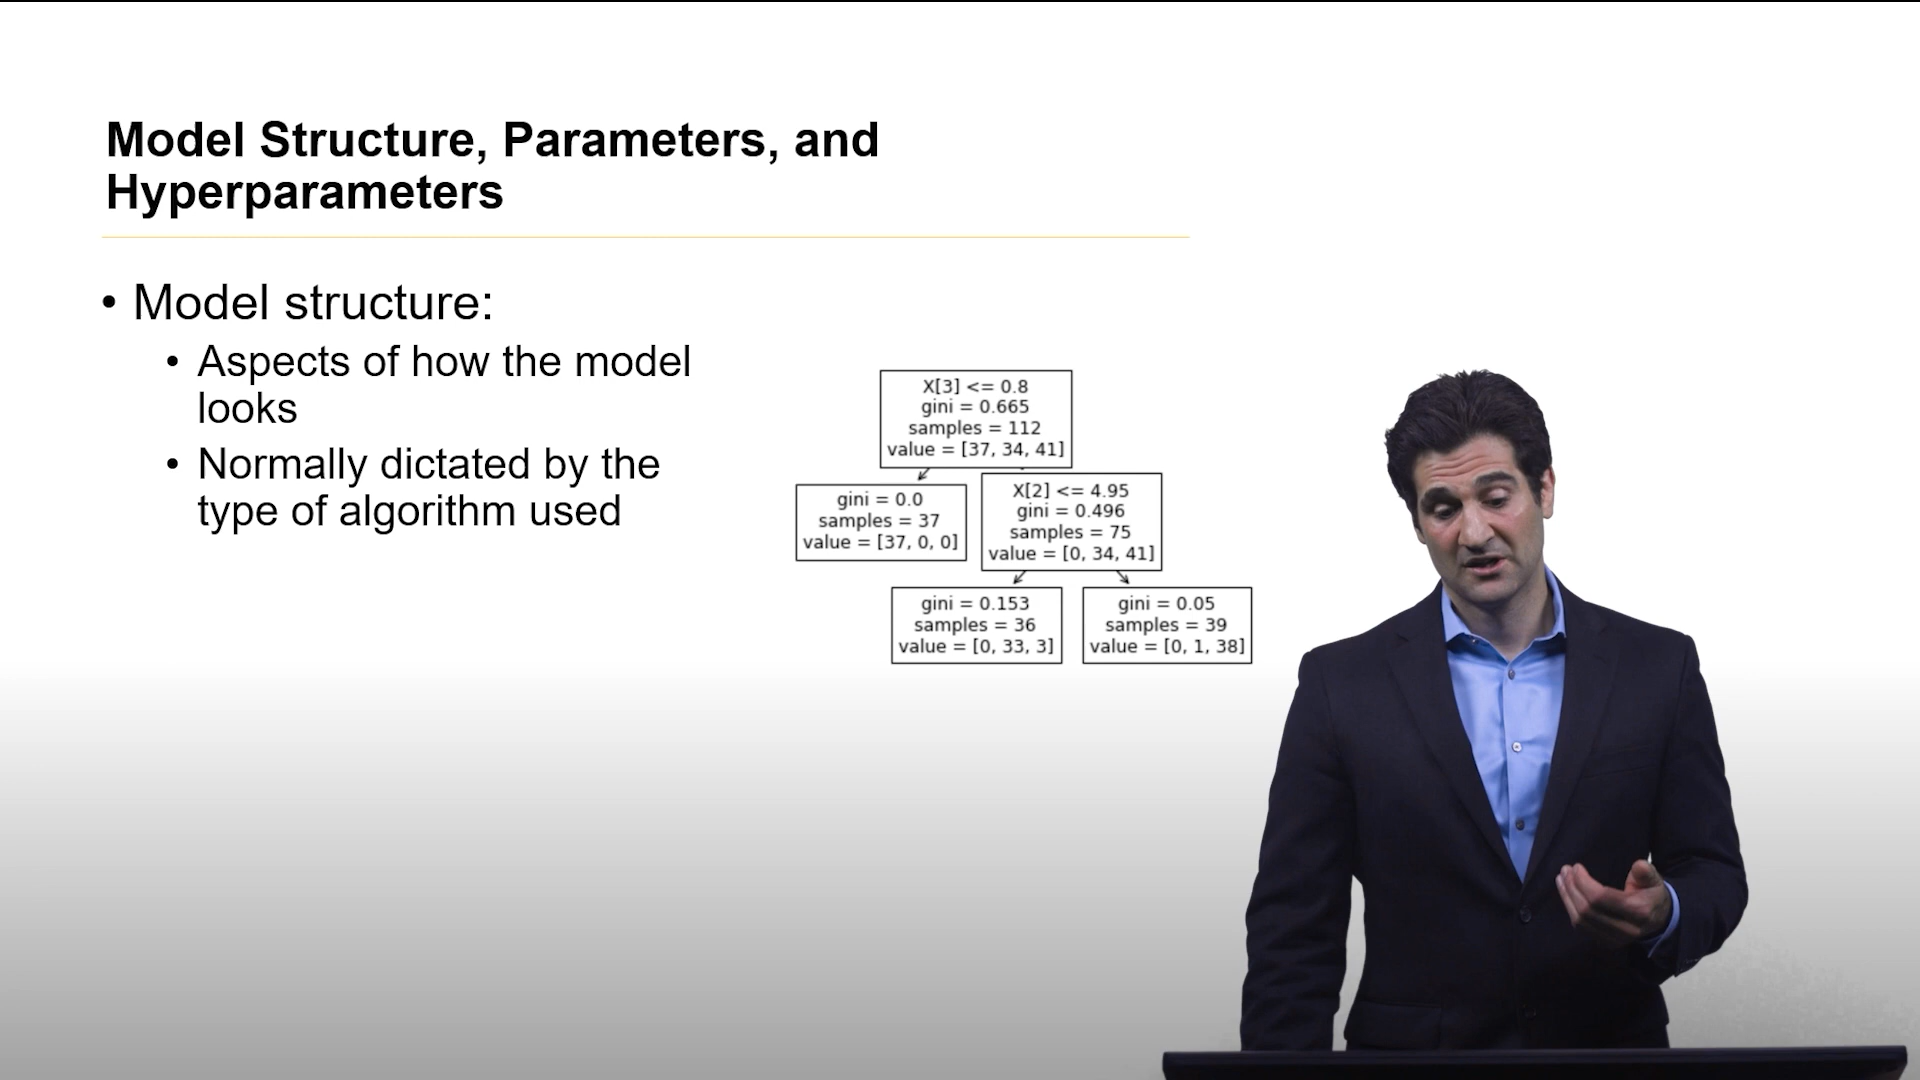 Model Structure, Parameters, and
Hyperparameters
• Model structure:
• Aspects of how the model
looks
• Normally dictated by the
type of algorithm used
X[3] <= 0.8
gini = 0.665
samples = 112
value = [37, 34, 41]
gini = 0.0
samples = 37
value = [37, 0, 0]
X[2] <= 4.95
gini = 0.496
samples = 75
value = [0, 34, 41]
gini = 0.153
samples = 36
value = [0, 33, 3]
gini = 0.05
samples = 39
value = [0, 1, 38]